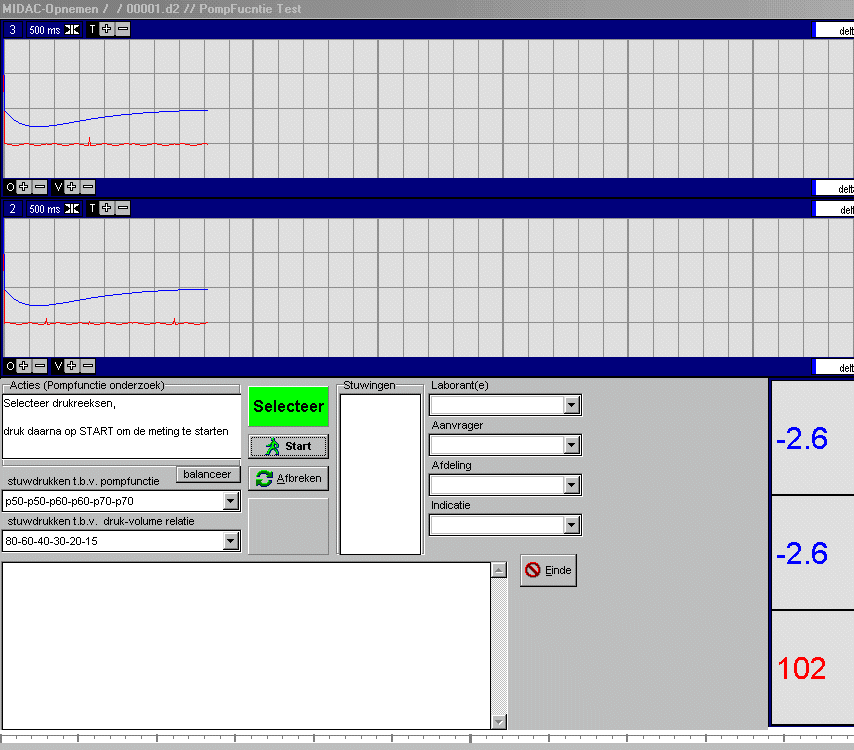 MIDAC-Opnemen / / 00001.d2 // PompFucntie Test
3 500 ms T
delt
O V
delt
2 500 ms T
delt
O V
delt
Acties (Pompfunctie onderzoek)
Selecteer drukreeksen,
druk daarna op START om de meting te starten
balanceer
stuwdrukken t.b.v. pompfunctie
p50-p50-p60-p60-p70-p70
stuwdrukken t.b.v. druk-volume relatie
80-60-40-30-20-15
Selecteer
Start
Afbreken
Stuwingen
Laborant(e)
Aanvrager
Afdeling
Indicatie
Einde
-2.6
-2.6
102